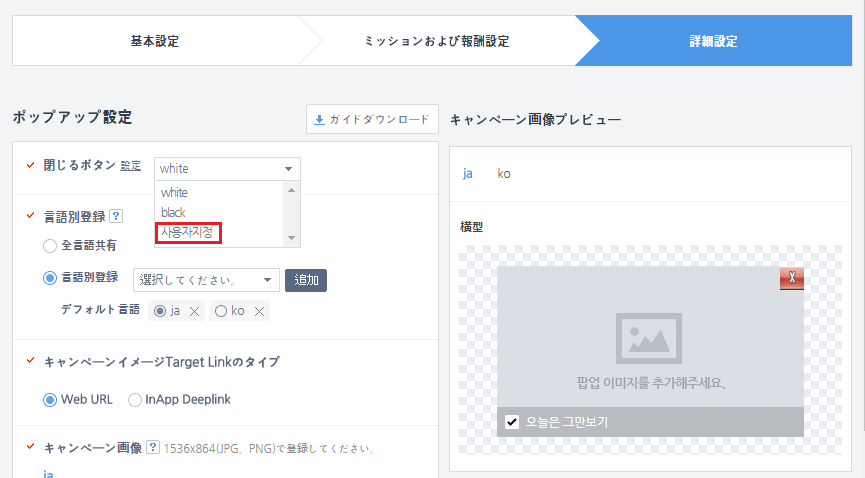 基本設定
ミッションおよび報酬設定
詳細設定
ポップアップ設定
ガイドダウンロード
閉じるボタン 設定
white
white
black
사용자지정
言語別登録 ?
全言語共有
言語別登録
選択してください。
追加
デフォルト言語
ja
ko
キャンペーンイメージTarget Linkのタイプ
Web URL
InApp Deeplink
キャンペーン画像 ? 1536x864(JPG、PNG)で登録してください。
ja
キャンペーン画像プレビュー
ja
ko
横型
X
팝업 이미지를 추가해주세요.
오늘은 그만보기